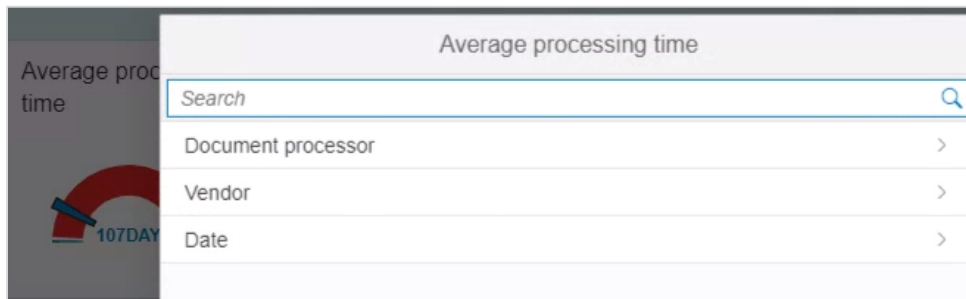 Average processing time
Average proc
time
Search
Document processor
Vendor
Date
107DAY